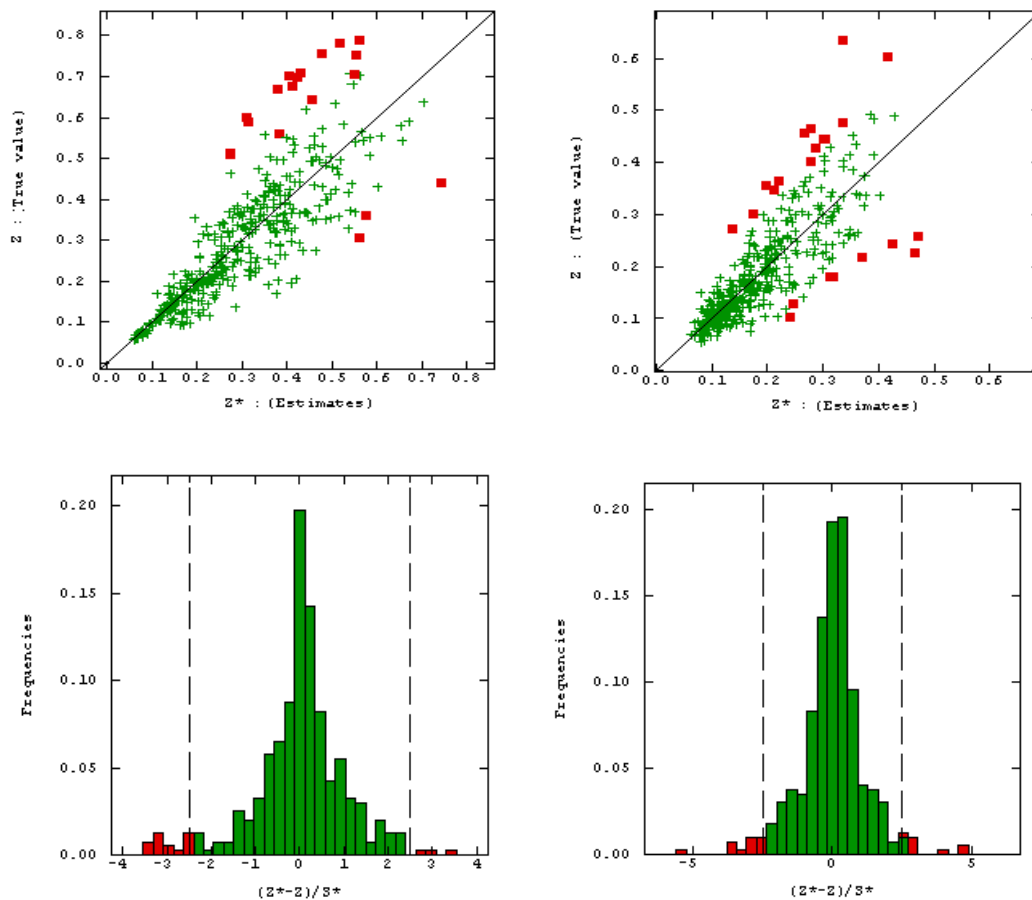 0.8
0.7
0.6
0.5
0.4
0.3
0.2
0.1
0.0
Z : (True value)
0.0 0.1 0.2 0.3 0.4 0.5 0.6 0.7 0.8
Z* : (Estimates)
0.6
0.5
0.4
0.3
0.2
0.1
0.0
Z : (True value)
0.0 0.1 0.2 0.3 0.4 0.5 0.6
Z* : (Estimates)
0.20
0.15
0.10
0.05
0.00
Frequencies
-4 -3 -2 -1 0 1 2 3 4
(Z*-Z)/S*
0.20
0.15
0.10
0.05
0.00
Frequencies
-5 0 5
(Z*-Z)/S*